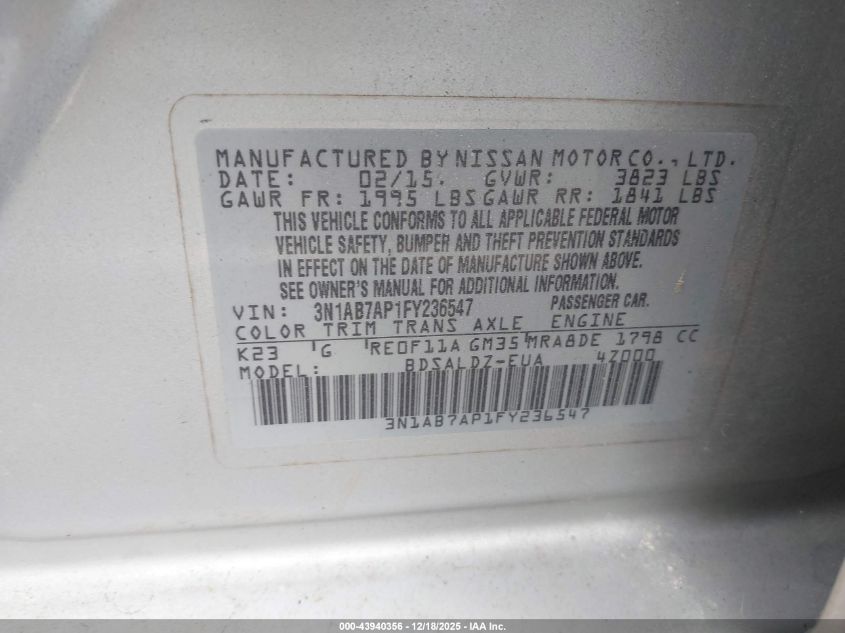 MANUFACTURED BY NISSAN MOTOR CO., LTD.
DATE: 02/15. GVWR: 3823 LBS
GAWR FR: 1995 LBS GAWR RR: 1841 LBS
THIS VEHICLE CONFORMS TO ALL APPLICABLE FEDERAL MOTOR
VEHICLE SAFETY, BUMPER AND THEFT PREVENTION STANDARDS
IN EFFECT ON THE DATE OF MANUFACTURE SHOWN ABOVE.
SEE OWNER'S MANUAL FOR ADDITIONAL INFORMATION.
VIN: 3N1AB7AP1FY236547 PASSENGER CAR.
COLOR TRIM TRANS AXLE ENGINE
K23 G RE0F11A GM35 MRA8DE 1798 CC
MODEL: BDSALDZ-EUA 4Z000
3N1AB7AP1FY236547
000-43940356 - 12/18/2025 - IAA Inc.